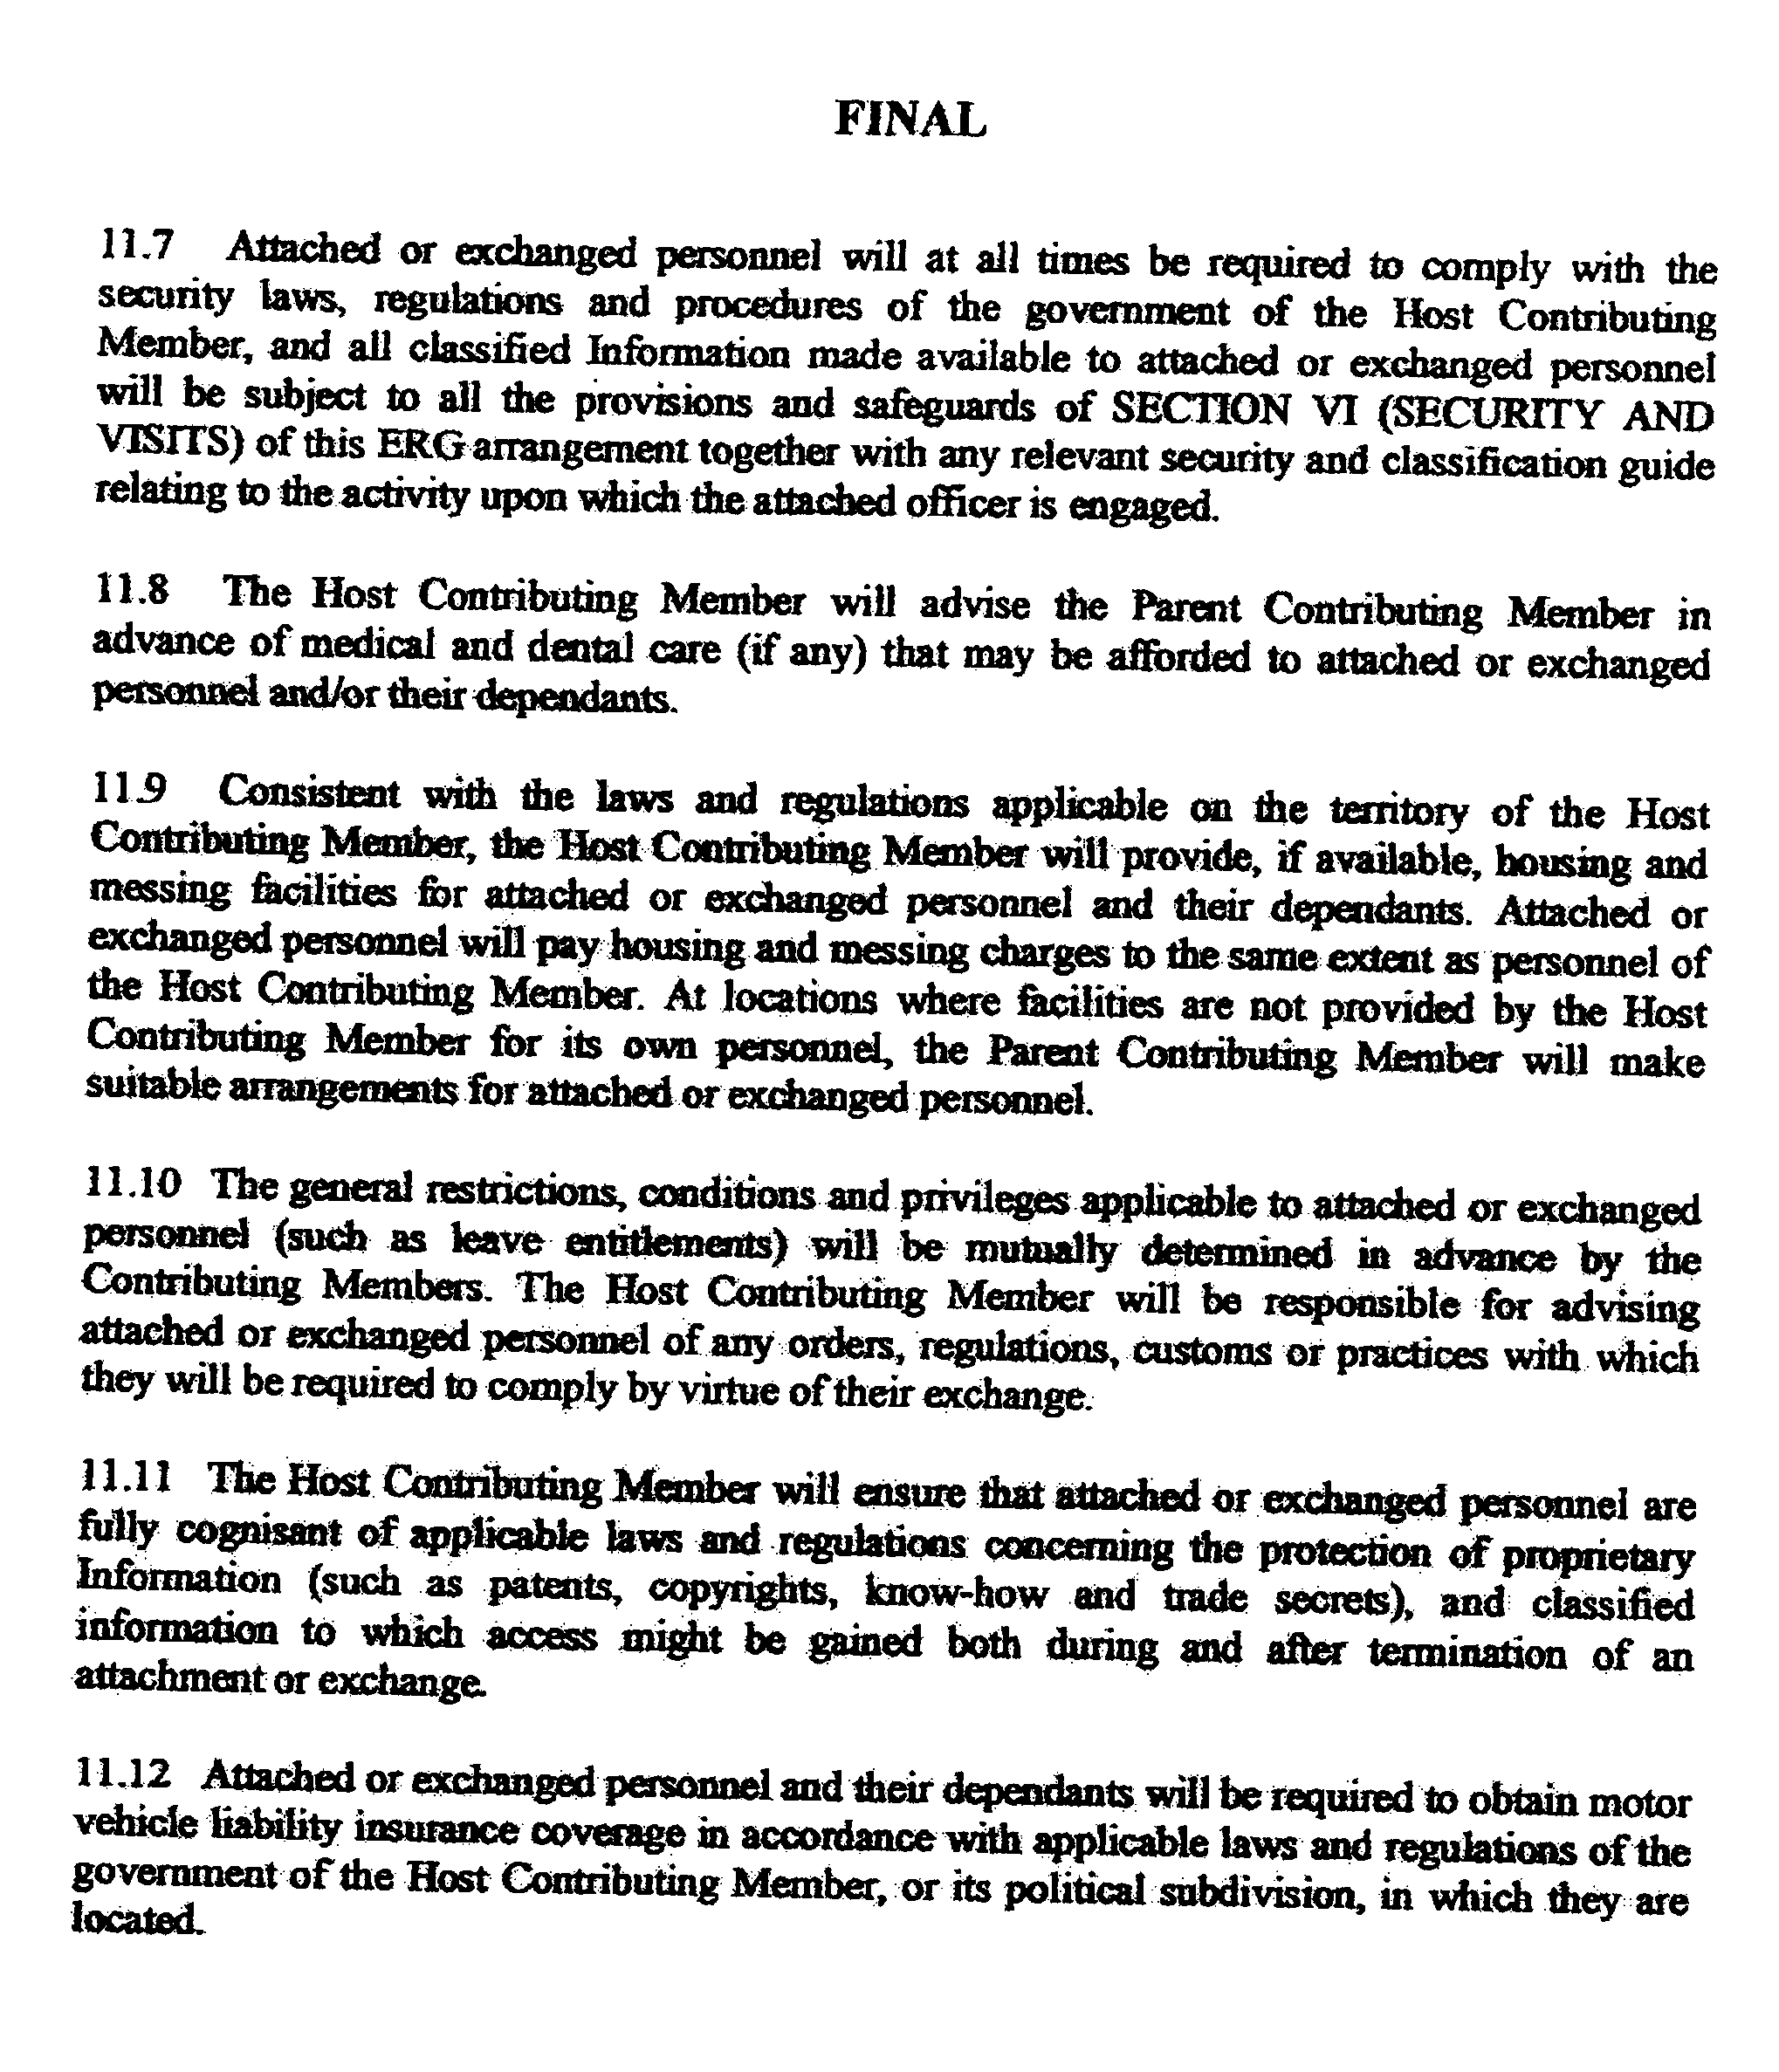 FINAL
11.7 Attached or exchanged personnel will at all times be required to comply with the
security laws, regulations and procedures of the government of the Host Contributing
Member, and all classified Information made available to attached or exchanged personnel
will be subject to all the provisions and safeguards of SECTION VI (SECURITY AND
VISITS) of this ERG arrangement together with any relevant security and classification guide
relating to the activity upon which the attached officer is engaged.
11.8 The Host Contributing Member will advise the Parent Contributing Member in
advance of medical and dental care (if any) that may be afforded to attached or exchanged
personnel and/or their dependants.
11.9 Consistent with the laws and regulations applicable on the territory of the Host
Contributing Member, the Host Contributing Member will provide, if available, housing and
messing facilities for attached or exchanged personnel and their dependants. Attached or
exchanged personnel will pay housing and messing charges to the same extent as personnel of
the Host Contributing Member. At locations where facilities are not provided by the Host
Contributing Member for its own personnel, the Parent Contributing Member will make
suitable arrangements for attached or exchanged personnel.
11.10 The general restrictions, conditions and privileges applicable to attached or exchanged
personnel (such as leave entitlements) will be mutually determined in advance by the
Contributing Members. The Host Contributing Member will be responsible for advising
attached or exchanged personnel of any orders, regulations, customs or practices with which
they will be required to comply by virtue of their exchange.
11.11 The Host Contributing Member will ensure that attached or exchanged personnel are
fully cognisant of applicable laws and regulations concerning the protection of proprietary
Information (such as patents, copyrights, know-how and trade secrets), and classified
information to which access might be gained both during and after termination of an
attachment or exchange.
11.12 Attached or exchanged personnel and their dependants will be required to obtain motor
vehicle liability insurance coverage in accordance with applicable laws and regulations of the
government of the Host Contributing Member, or its political subdivision, in which they are
located.